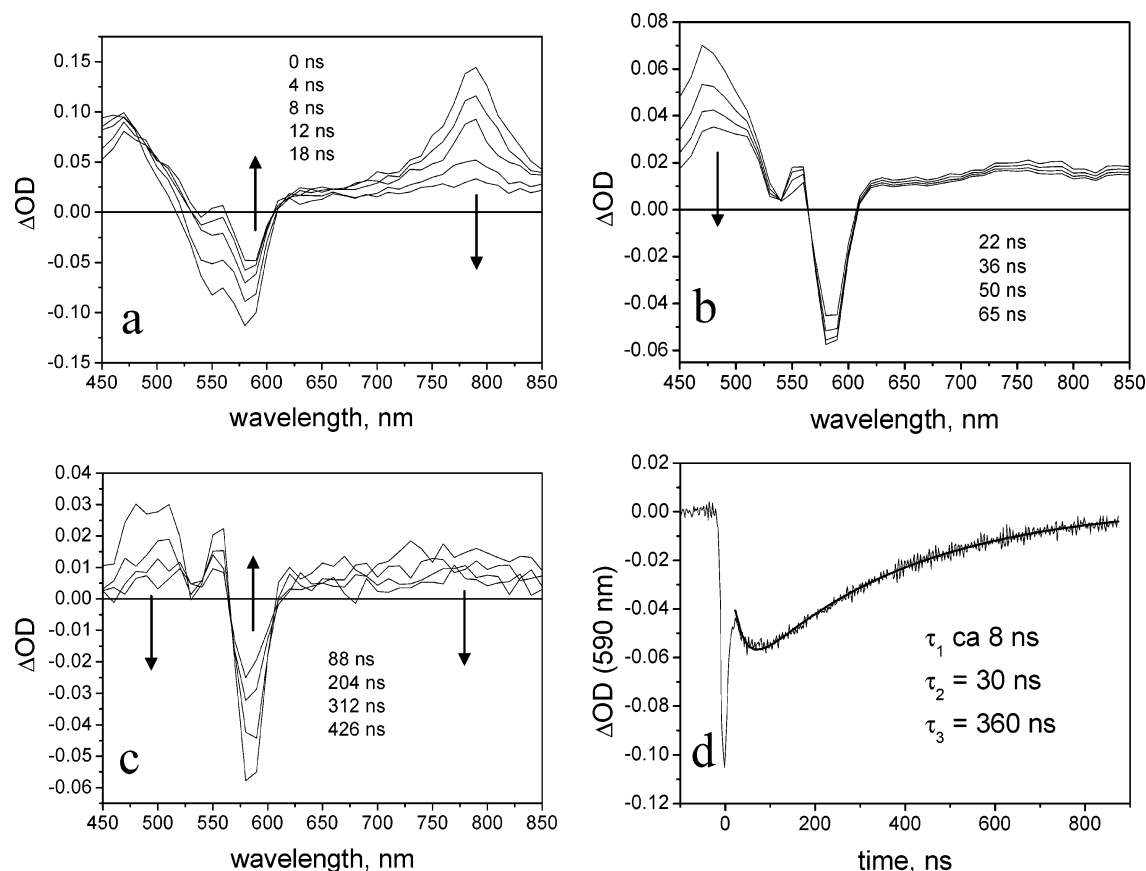 0.15
0.10
0.05
0.00
-0.05
-0.10
-0.15
ΔOD
0 ns
4 ns
8 ns
12 ns
18 ns
a
450 500 550 600 650 700 750 800 850
wavelength, nm
0.08
0.06
0.04
0.02
0.00
-0.02
-0.04
-0.06
ΔOD
22 ns
36 ns
50 ns
65 ns
b
450 500 550 600 650 700 750 800 850
wavelength, nm
0.04
0.03
0.02
0.01
0.00
-0.01
-0.02
-0.03
-0.04
-0.05
-0.06
ΔOD
88 ns
204 ns
312 ns
426 ns
c
450 500 550 600 650 700 750 800 850
wavelength, nm
0.02
0.00
-0.02
-0.04
-0.06
-0.08
-0.10
-0.12
ΔOD (590 nm)
τ1 ca 8 ns
τ2 = 30 ns
τ3 = 360 ns
d
0 200 400 600 800
time, ns